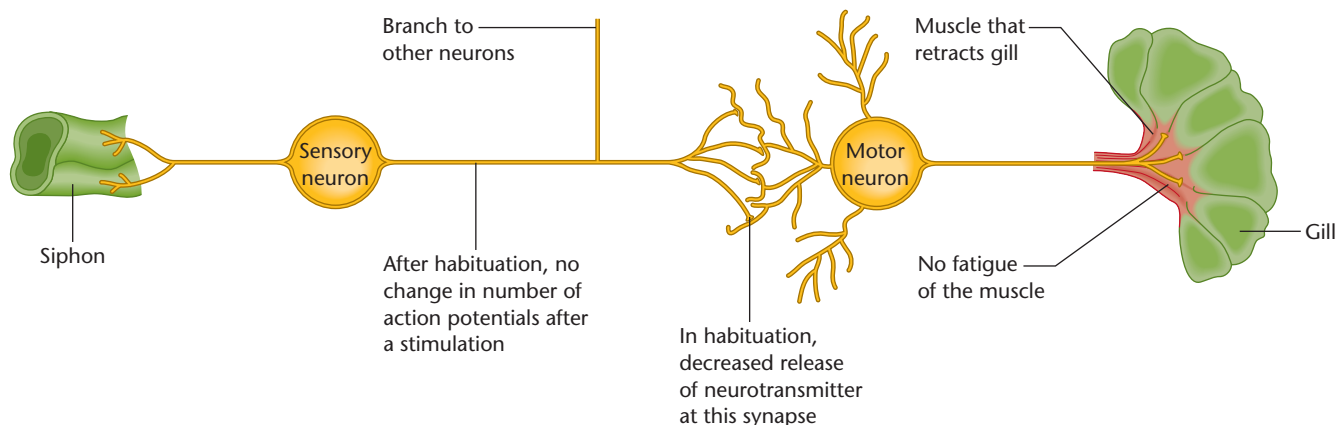 Branch to
other neurons
Muscle that
retracts gill
Sensory
neuron
Motor
neuron
Siphon
Gill
After habituation, no
change in number of
action potentials after
a stimulation
No fatigue
of the muscle
In habituation,
decreased release
of neurotransmitter
at this synapse